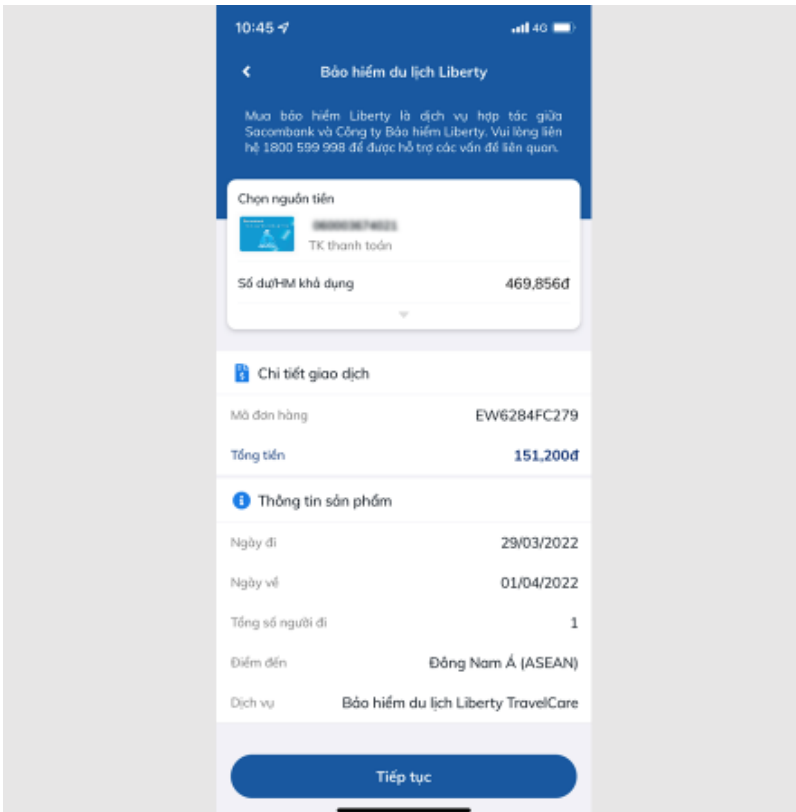 10:45
4G
Bảo hiểm du lịch Liberty
Mua bảo hiểm Liberty là dịch vụ hợp tác giữa
Sacombank và Công ty Bảo hiểm Liberty. Vui lòng liên
hệ 1800 599 998 để được hỗ trợ các vấn đề liên quan.
Chọn nguồn tiền
TK thanh toán
Số dư/HM khả dụng 469,856đ
Chi tiết giao dịch
Mã đơn hàng EW6284FC279
Tổng tiền 151,200đ
Thông tin sản phẩm
Ngày đi 29/03/2022
Ngày về 01/04/2022
Tổng số người đi 1
Điểm đến Đông Nam Á (ASEAN)
Dịch vụ Bảo hiểm du lịch Liberty TravelCare
Tiếp tục